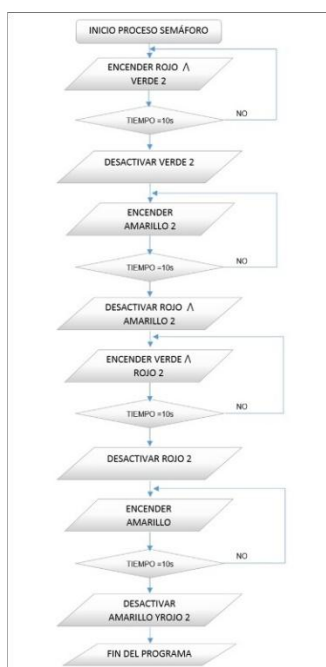 INICIO PROCESO SEMÁFORO
ENCENDER ROJO Λ
VERDE 2
TIEMPO =10s
NO
DESACTIVAR VERDE 2
ENCENDER
AMARILLO 2
TIEMPO =10s
NO
DESACTIVAR ROJO Λ
AMARILLO 2
ENCENDER VERDE Λ
ROJO 2
TIEMPO =10s
NO
DESACTIVAR ROJO 2
ENCENDER
AMARILLO
TIEMPO =10s
NO
DESACTIVAR
AMARILLO YROJO 2
FIN DEL PROGRAMA